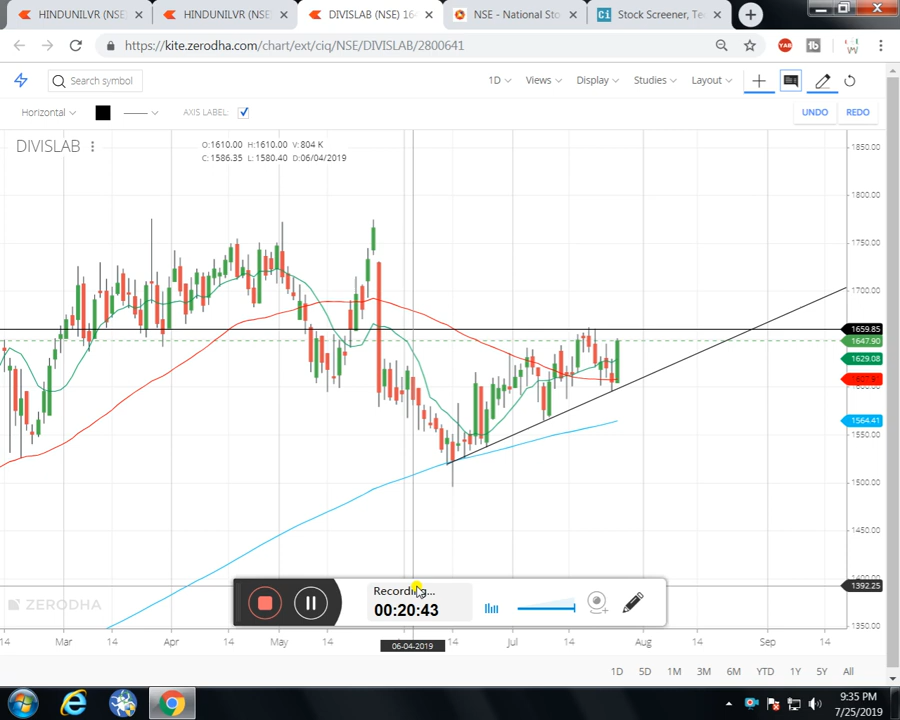 HINDUNILVR (NSE)
HINDUNILVR (NSE
DIVISLAB (NSE) 16
NSE - National Sto
Stock Screener, Te
https://kite.zerodha.com/chart/ext/ciq/NSE/DIVISLAB/2800641
YAB
tb
Search symbol
1D
Views
Display
Studies
Layout
Horizontal
AXIS LABEL:
UNDO
REDO
DIVISLAB
O:1610.00 H:1610.00 V:804 K
C:1586.35 L:1580.40 D:06/04/2019
1850.00
1800.00
1750.00
1700.00
1659.85
1647.90
1629.08
1564.41
1550.00
1500.00
1450.00
1392.25
1350.00
ZERODHA
Recording...
00:20:43
14
Mar
14
Apr
14
May
14
06-04-2019
Jul
14
Aug
14
Sep
14
1D
5D
1M
3M
6M
YTD
1Y
5Y
All
9:35 PM
7/25/2019